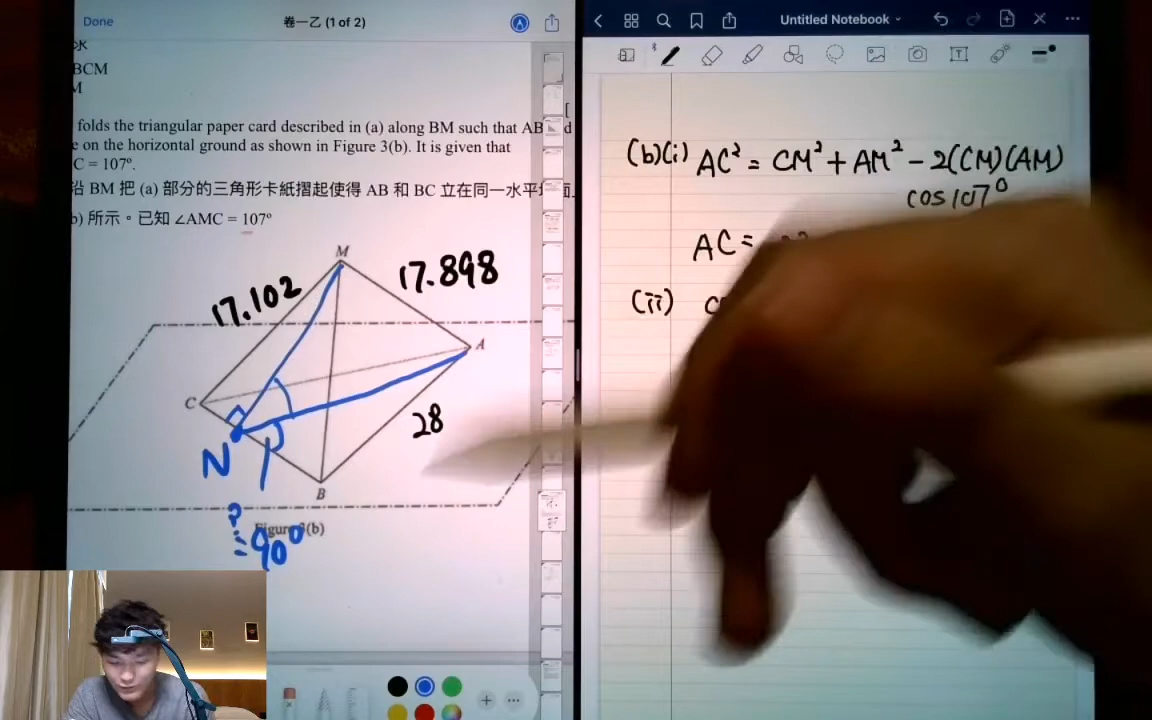 Done
卷一乙 (1 of 2)
Untitled Notebook
BCM
M
folds the triangular paper card described in (a) along BM such that AB
e on the horizontal ground as shown in Figure 3(b). It is given that
C = 107°.
沿 BM 把 (a) 部分的三角形卡紙摺起使得 AB 和 BC 立在同一水平
) 所示。已知 ∠AMC = 107°
M
17.102
17.898
A
C
28
N
B
?
= 90°
(b)
(b)(i) AC² = CM² + AM² - 2(CM)(AM)
cos 107°
AC =
(ii)